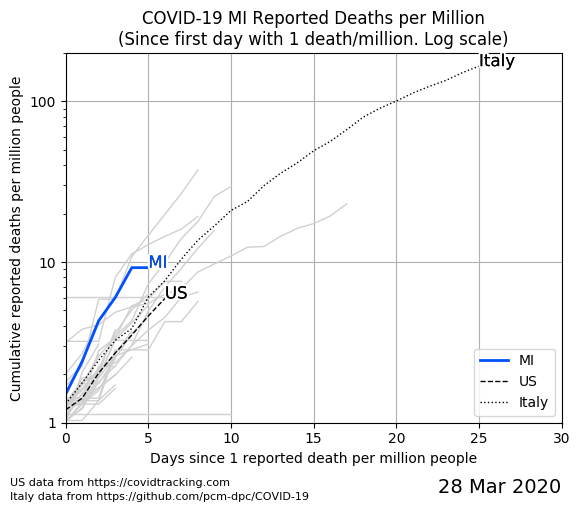 COVID-19 MI Reported Deaths per Million
(Since first day with 1 death/million. Log scale)
Cumulative reported deaths per million people
100
10
1
Italy
MI
US
MI
US
Italy
0 5 10 15 20 25 30
Days since 1 reported death per million people
US data from https://covidtracking.com
Italy data from https://github.com/pcm-dpc/COVID-19
28 Mar 2020